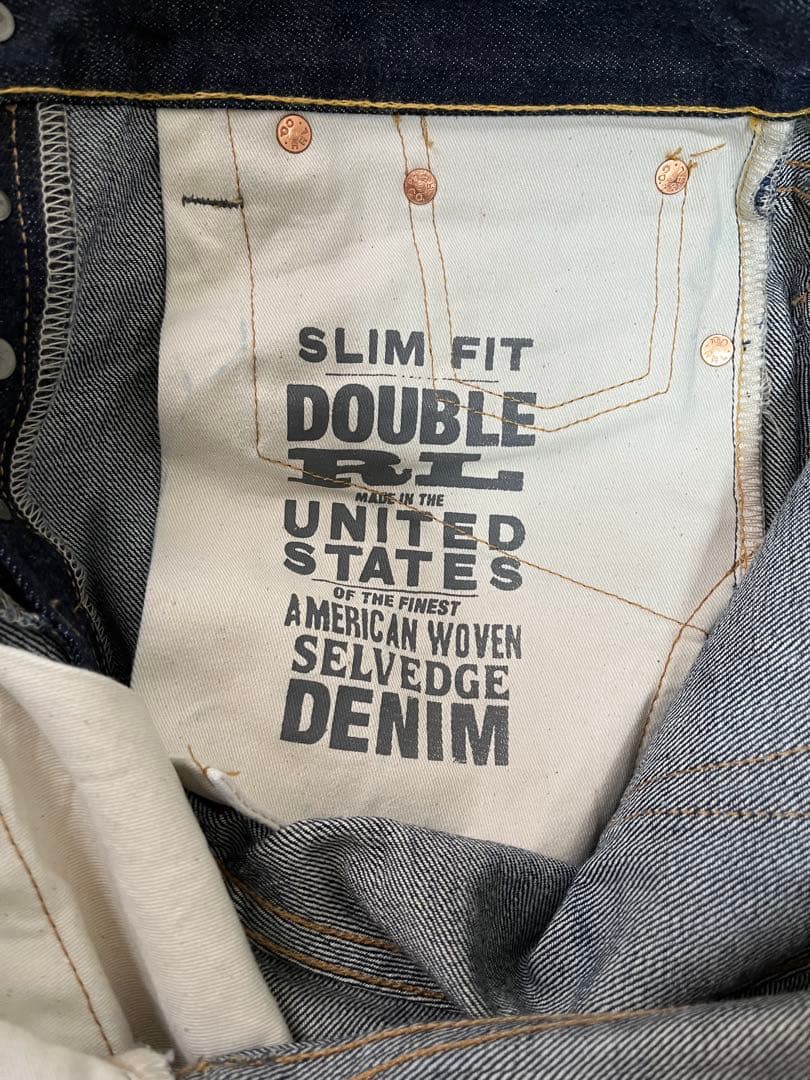 SLIM FIT
DOUBLE
RL
MADE IN THE
UNITED
STATES
OF THE FINEST
AMERICAN WOVEN
SELVEDGE
DENIM